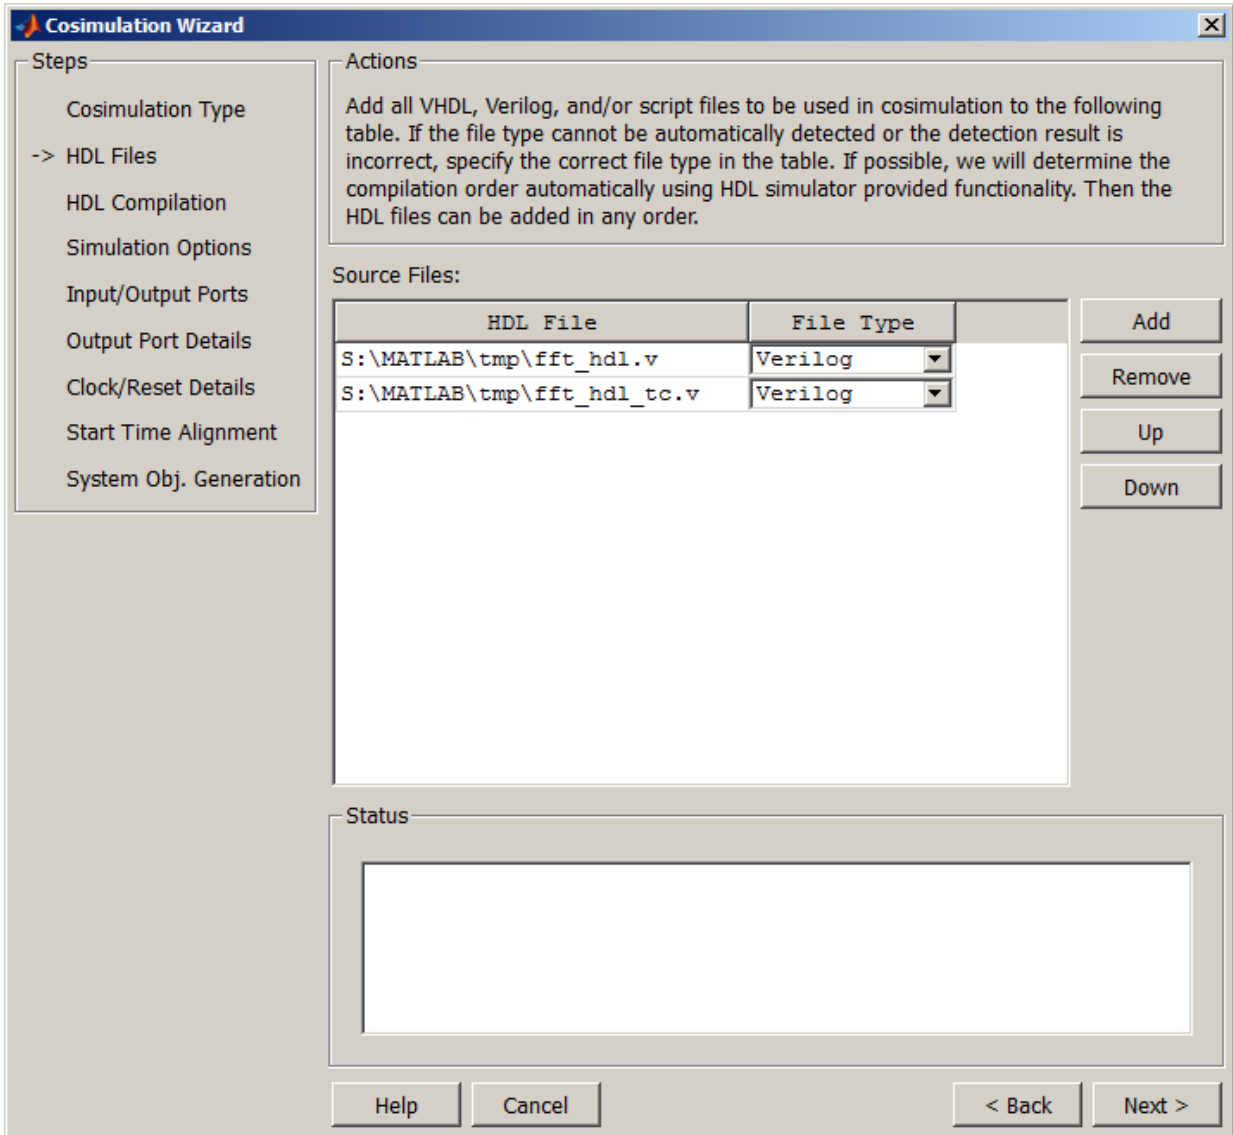 Cosimulation Wizard
Steps
Cosimulation Type
-> HDL Files
HDL Compilation
Simulation Options
Input/Output Ports
Output Port Details
Clock/Reset Details
Start Time Alignment
System Obj. Generation
Actions
Add all VHDL, Verilog, and/or script files to be used in cosimulation to the following
table. If the file type cannot be automatically detected or the detection result is
incorrect, specify the correct file type in the table. If possible, we will determine the
compilation order automatically using HDL simulator provided functionality. Then the
HDL files can be added in any order.
Source Files:
HDL File File Type
S:\MATLAB\tmp\fft_hdl.v Verilog
S:\MATLAB\tmp\fft_hdl_tc.v Verilog
Add
Remove
Up
Down
Status
Help Cancel < Back Next >